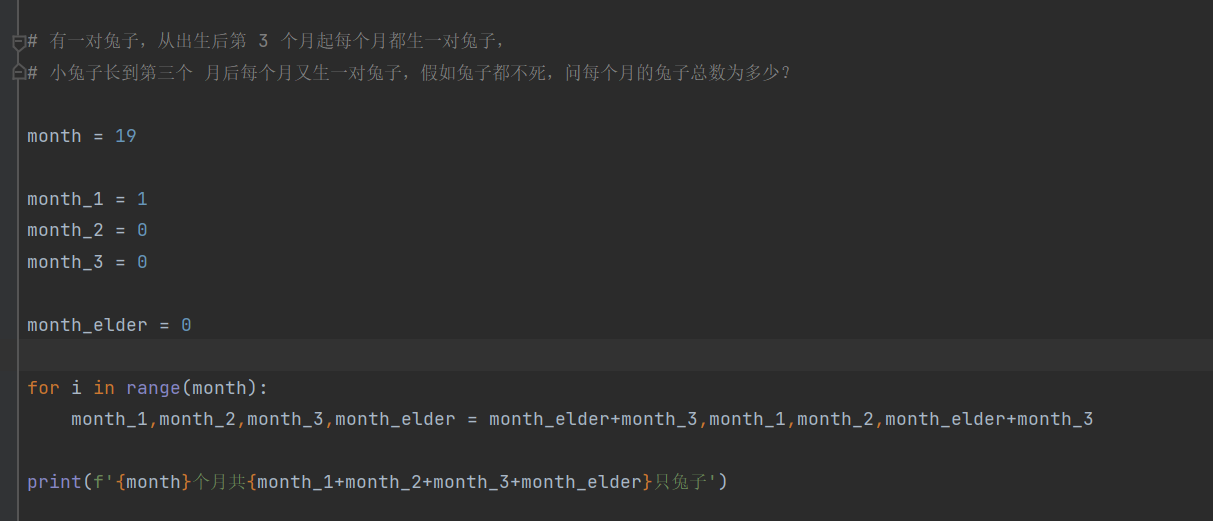 # 有一对兔子，从出生后第 3 个月起每个月都生一对兔子，
# 小兔子长到第三个 月后每个月又生一对兔子，假如兔子都不死，问每个月的兔子总数为多少？
month = 19
month_1 = 1
month_2 = 0
month_3 = 0
month_elder = 0
for i in range(month):
    month_1,month_2,month_3,month_elder = month_elder+month_3,month_1,month_2,month_elder+month_3
print(f'{month}个月共{month_1+month_2+month_3+month_elder}只兔子')